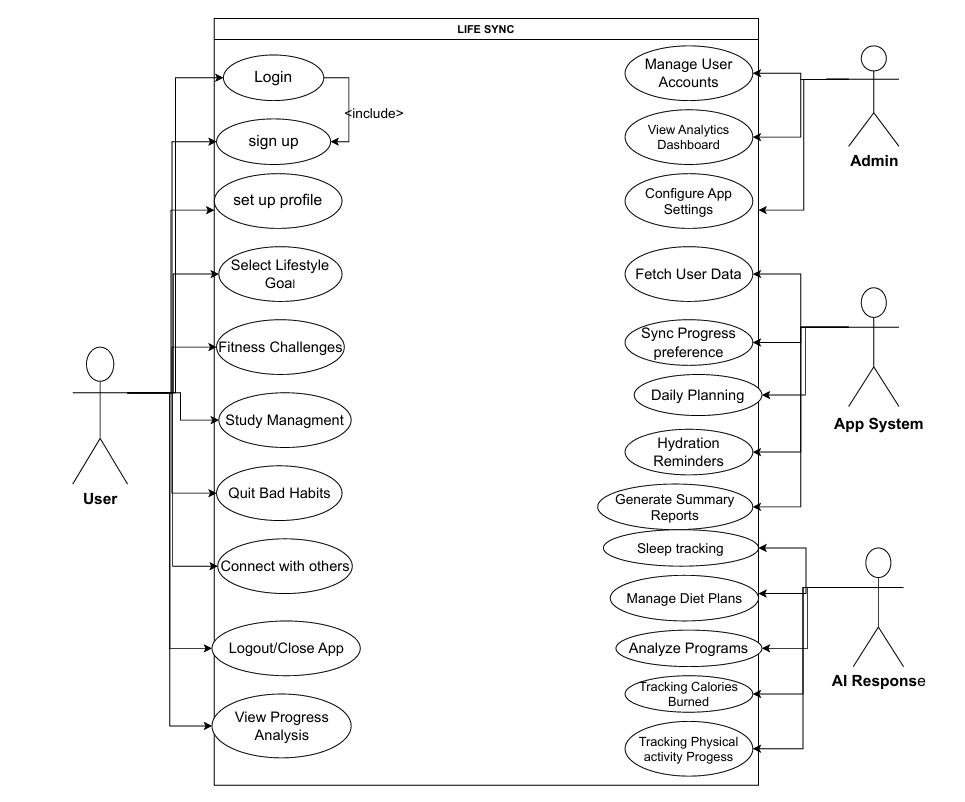 LIFE SYNC
Login
<include>
sign up
set up profile
Select Lifestyle
Goal
Fitness Challenges
Study Managment
Quit Bad Habits
Connect with others
Logout/Close App
View Progress
Analysis
User
Manage User
Accounts
View Analytics
Dashboard
Configure App
Settings
Fetch User Data
Sync Progress
preference
Daily Planning
Hydration
Reminders
Generate Summary
Reports
Sleep tracking
Manage Diet Plans
Analyze Programs
Tracking Calories
Burned
Tracking Physical
activity Progess
Admin
App System
AI Response